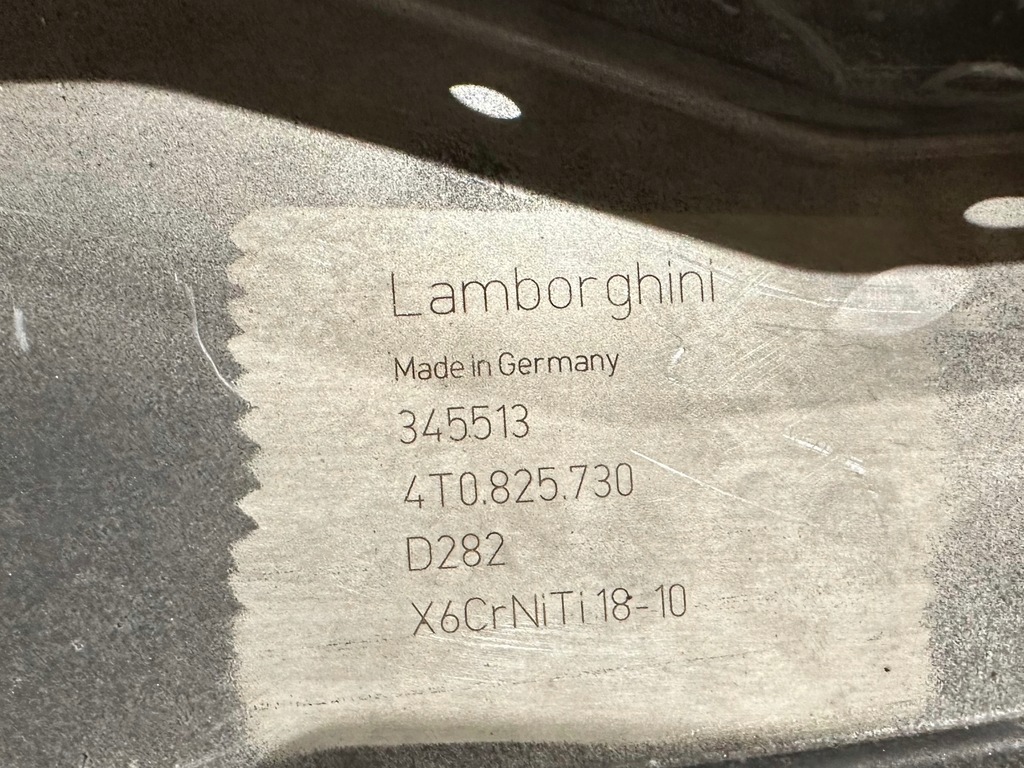 Lamborghini
Made in Germany
345513
4T0.825.730
D282
X6CrNiTi 18-10